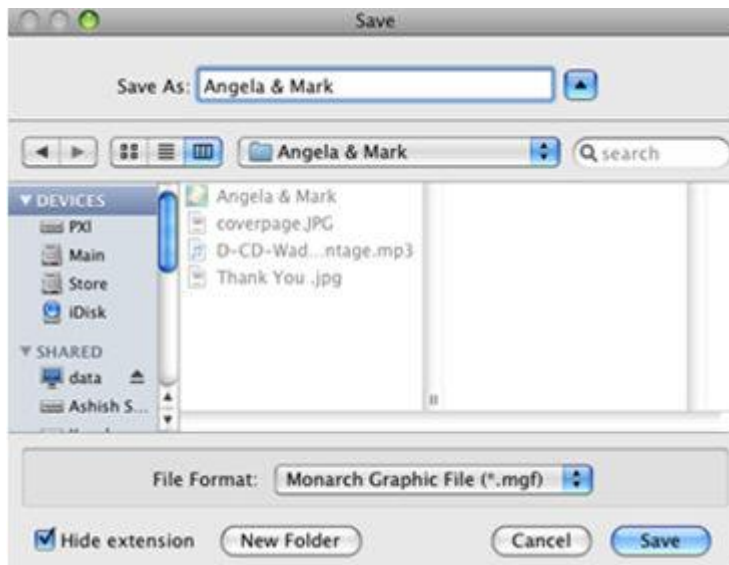 Save
Save As: Angela & Mark
Angela & Mark
search
DEVICES
PXI
Main
Store
iDisk
SHARED
data
Ashish S...
Angela & Mark
coverpage.JPG
D-CD-Wad...ntage.mp3
Thank You .jpg
File Format: Monarch Graphic File (*.mgf)
Hide extension
New Folder
Cancel
Save